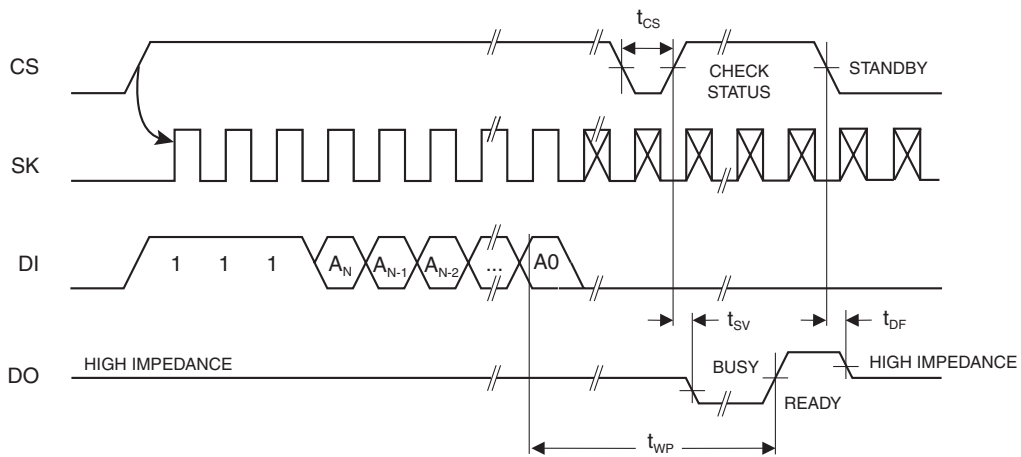 t_CS
CS
CHECK
STATUS
STANDBY
SK
DI
1 1 1 A_N A_N-1 A_N-2 ... A0
t_SV
t_DF
DO
HIGH IMPEDANCE
BUSY
READY
HIGH IMPEDANCE
t_WP